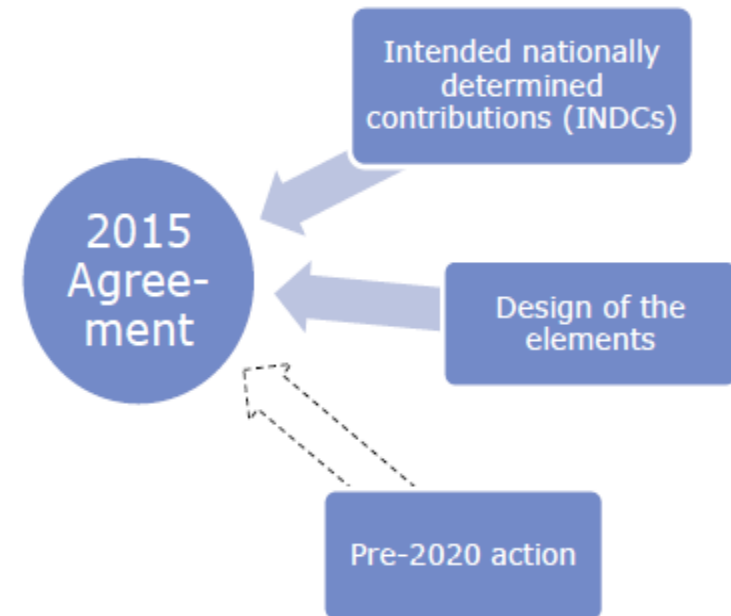 Intended nationally
determined
contributions (INDCs)
2015
Agree-
ment
Design of the
elements
Pre-2020 action